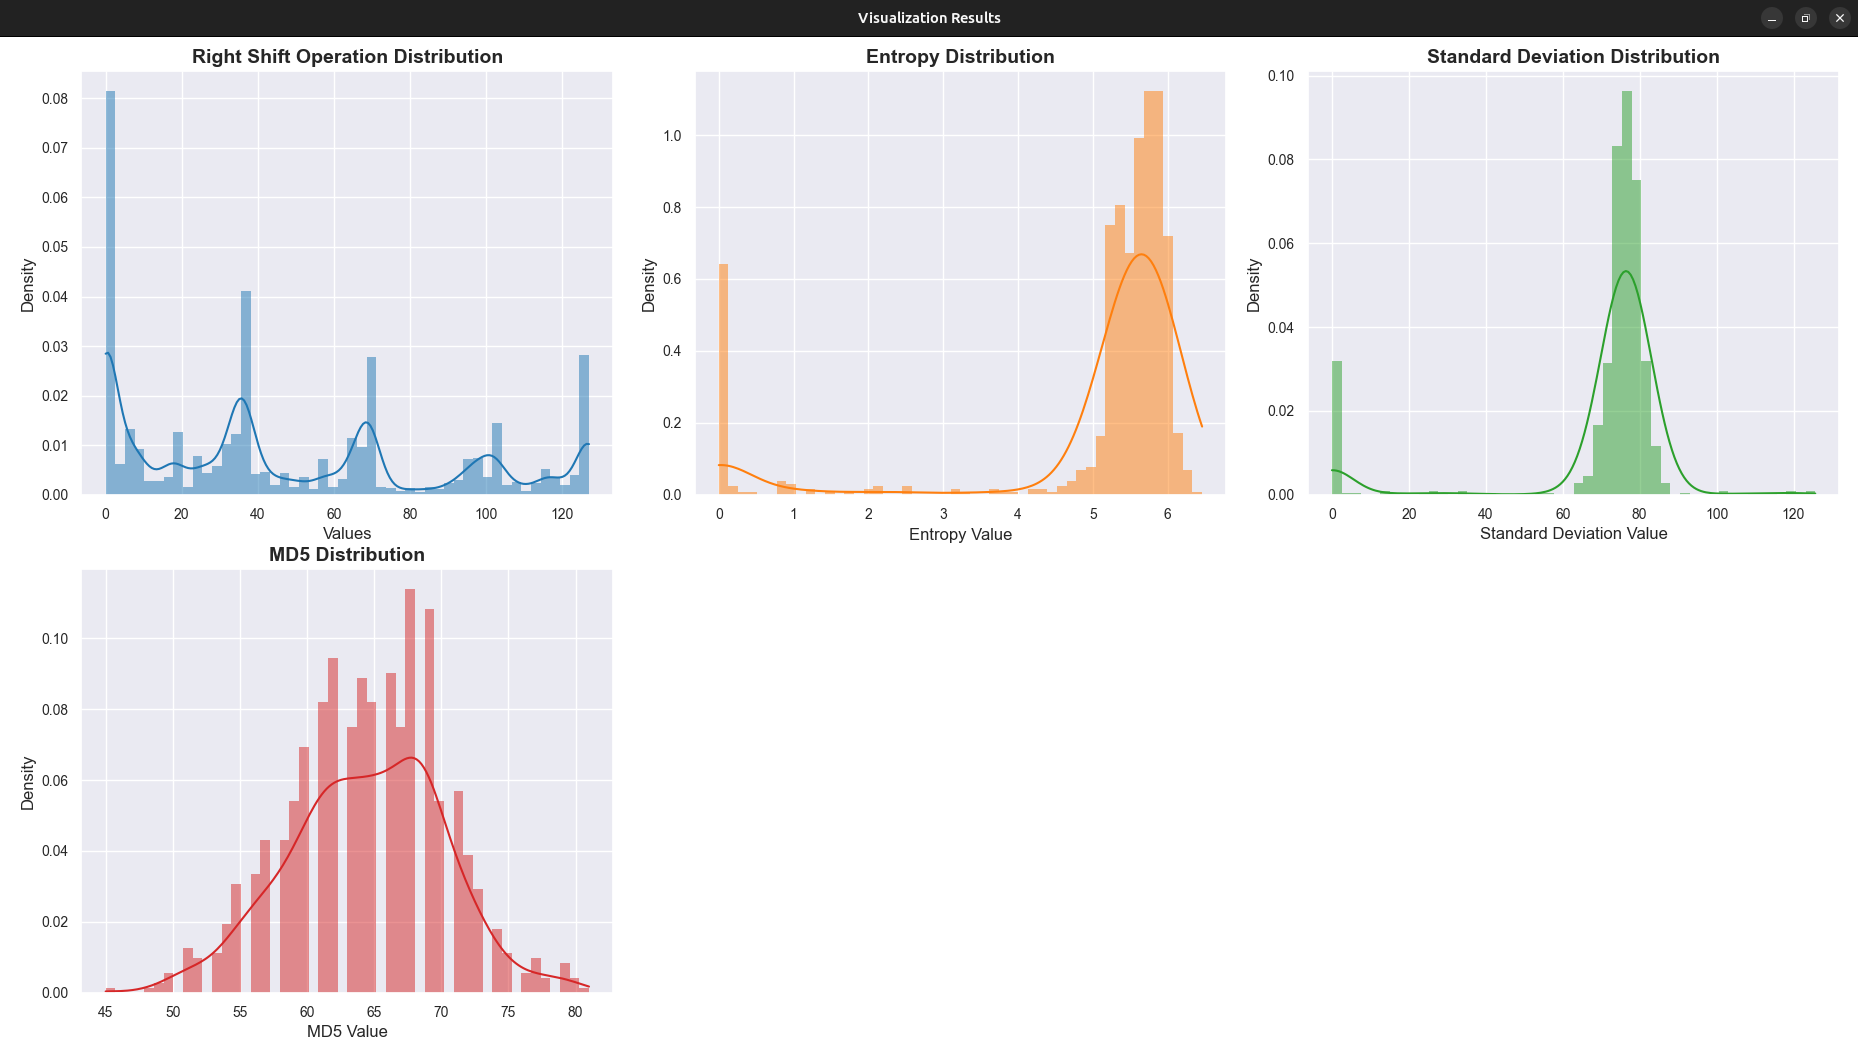 Visualization Results
Right Shift Operation Distribution
0.08
0.07
0.06
0.05
0.04
0.03
0.02
0.01
0.00
Density
0 20 40 60 80 100 120
Values
Entropy Distribution
1.0
0.8
0.6
0.4
0.2
0.0
Density
0 1 2 3 4 5 6
Entropy Value
Standard Deviation Distribution
0.10
0.08
0.06
0.04
0.02
0.00
Density
0 20 40 60 80 100 120
Standard Deviation Value
MD5 Distribution
0.10
0.08
0.06
0.04
0.02
0.00
Density
45 50 55 60 65 70 75 80
MD5 Value